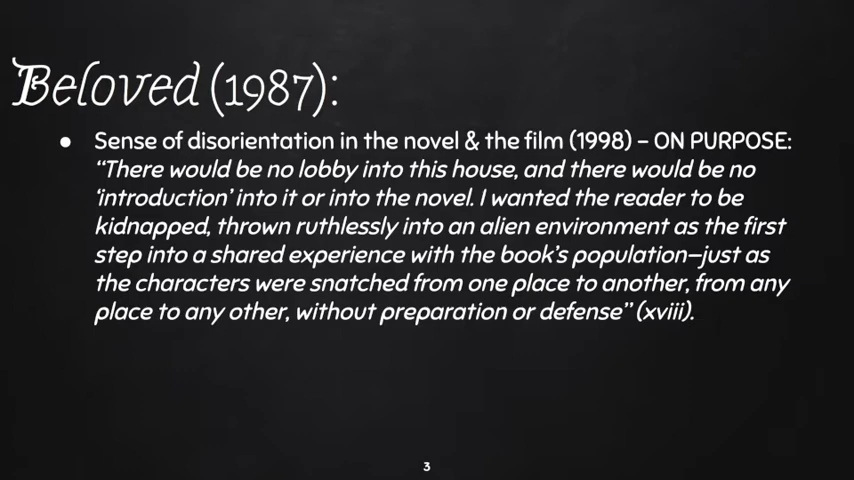 Beloved (1987):
● Sense of disorientation in the novel & the film (1998) – ON PURPOSE:
“There would be no lobby into this house, and there would be no
‘introduction’ into it or into the novel. I wanted the reader to be
kidnapped, thrown ruthlessly into an alien environment as the first
step into a shared experience with the book’s population—just as
the characters were snatched from one place to another, from any
place to any other, without preparation or defense” (xviii).
3